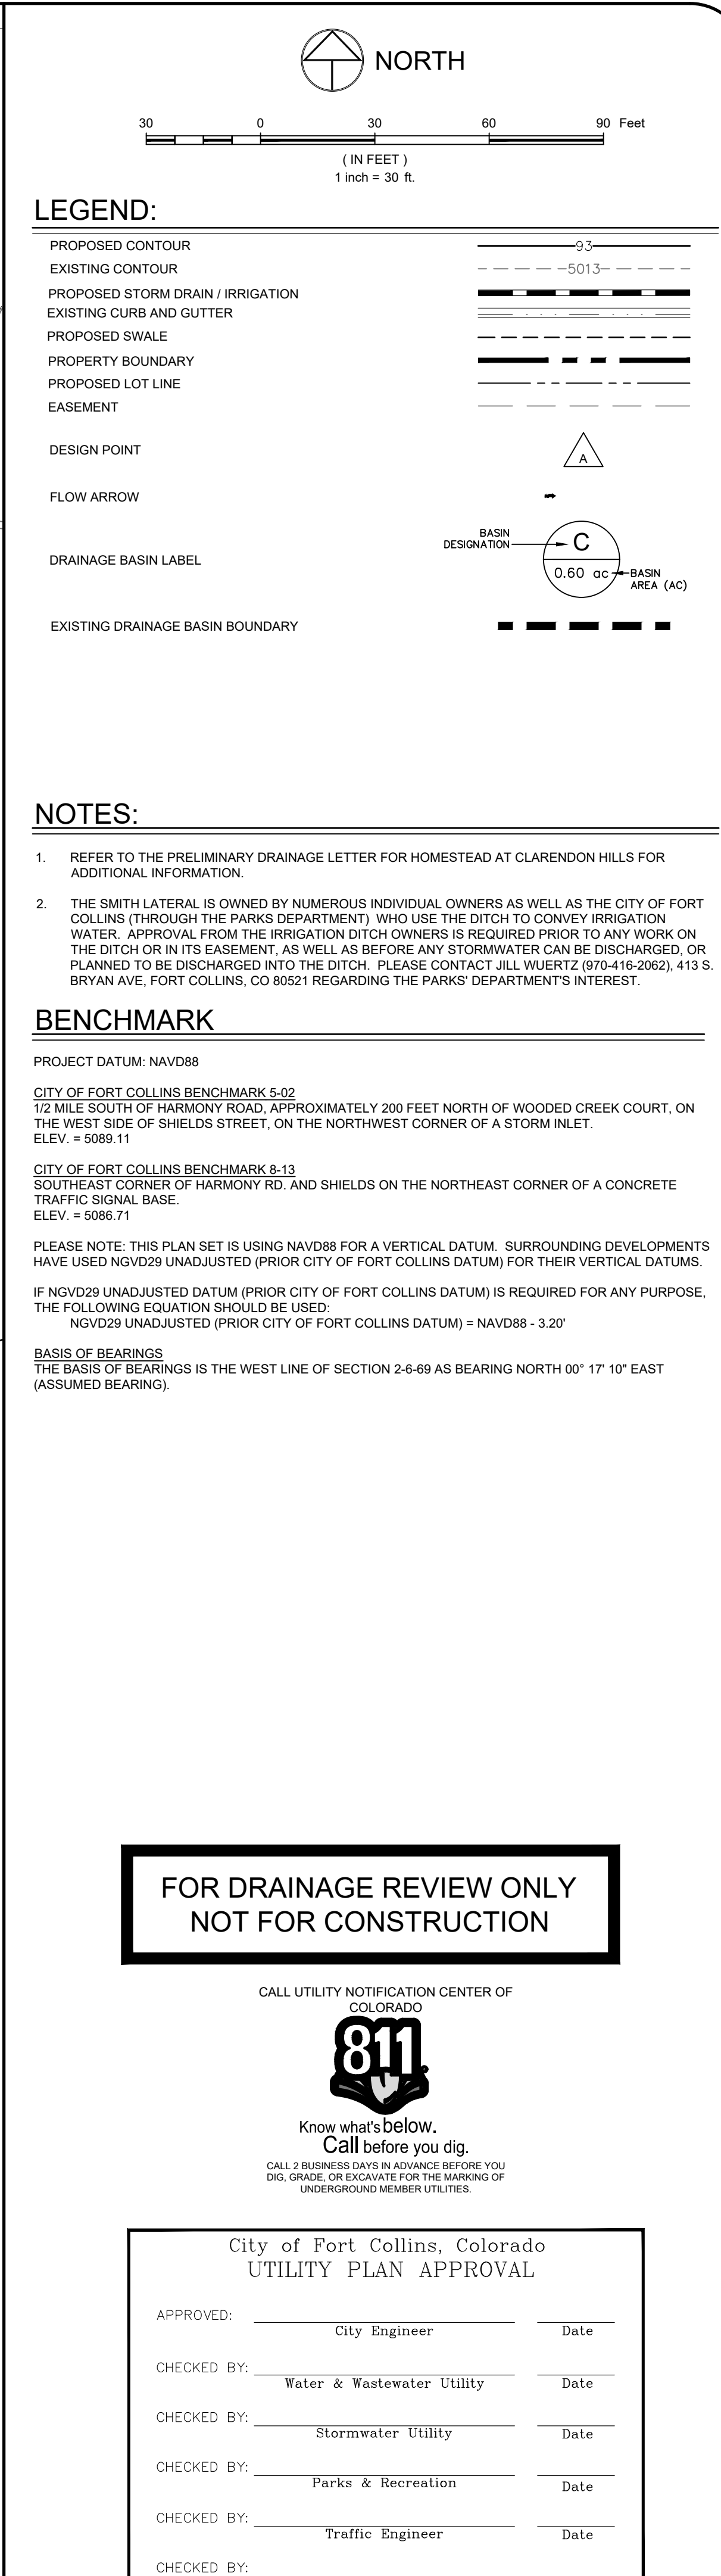 NORTH
30 0 30 60 90 Feet
( IN FEET )
1 inch = 30 ft.
LEGEND:
PROPOSED CONTOUR 93
EXISTING CONTOUR 5013
PROPOSED STORM DRAIN / IRRIGATION
EXISTING CURB AND GUTTER
PROPOSED SWALE
PROPERTY BOUNDARY
PROPOSED LOT LINE
EASEMENT
DESIGN POINT A
FLOW ARROW
DRAINAGE BASIN LABEL
BASIN
DESIGNATION
C
0.60 ac
BASIN
AREA (AC)
EXISTING DRAINAGE BASIN BOUNDARY
NOTES:
1. REFER TO THE PRELIMINARY DRAINAGE LETTER FOR HOMESTEAD AT CLARENDON HILLS FOR
ADDITIONAL INFORMATION.
2. THE SMITH LATERAL IS OWNED BY NUMEROUS INDIVIDUAL OWNERS AS WELL AS THE CITY OF FORT
COLLINS (THROUGH THE PARKS DEPARTMENT) WHO USE THE DITCH TO CONVEY IRRIGATION
WATER. APPROVAL FROM THE IRRIGATION DITCH OWNERS IS REQUIRED PRIOR TO ANY WORK ON
THE DITCH OR IN ITS EASEMENT, AS WELL AS BEFORE ANY STORMWATER CAN BE DISCHARGED, OR
PLANNED TO BE DISCHARGED INTO THE DITCH. PLEASE CONTACT JILL WUERTZ (970-416-2062), 413 S.
BRYAN AVE, FORT COLLINS, CO 80521 REGARDING THE PARKS' DEPARTMENT'S INTEREST.
BENCHMARK
PROJECT DATUM: NAVD88
CITY OF FORT COLLINS BENCHMARK 5-02
1/2 MILE SOUTH OF HARMONY ROAD, APPROXIMATELY 200 FEET NORTH OF WOODED CREEK COURT, ON
THE WEST SIDE OF SHIELDS STREET, ON THE NORTHWEST CORNER OF A STORM INLET.
ELEV. = 5089.11
CITY OF FORT COLLINS BENCHMARK 8-13
SOUTHEAST CORNER OF HARMONY RD. AND SHIELDS ON THE NORTHEAST CORNER OF A CONCRETE
TRAFFIC SIGNAL BASE.
ELEV. = 5086.71
PLEASE NOTE: THIS PLAN SET IS USING NAVD88 FOR A VERTICAL DATUM. SURROUNDING DEVELOPMENTS
HAVE USED NGVD29 UNADJUSTED (PRIOR CITY OF FORT COLLINS DATUM) FOR THEIR VERTICAL DATUMS.
IF NGVD29 UNADJUSTED DATUM (PRIOR CITY OF FORT COLLINS DATUM) IS REQUIRED FOR ANY PURPOSE,
THE FOLLOWING EQUATION SHOULD BE USED:
NGVD29 UNADJUSTED (PRIOR CITY OF FORT COLLINS DATUM) = NAVD88 - 3.20'
BASIS OF BEARINGS
THE BASIS OF BEARINGS IS THE WEST LINE OF SECTION 2-6-69 AS BEARING NORTH 00° 17' 10" EAST
(ASSUMED BEARING).
FOR DRAINAGE REVIEW ONLY
NOT FOR CONSTRUCTION
CALL UTILITY NOTIFICATION CENTER OF
COLORADO
811
Know what's below.
Call before you dig.
CALL 2 BUSINESS DAYS IN ADVANCE BEFORE YOU
DIG, GRADE, OR EXCAVATE FOR THE MARKING OF
UNDERGROUND MEMBER UTILITIES.
City of Fort Collins, Colorado
UTILITY PLAN APPROVAL
APPROVED:
City Engineer Date
CHECKED BY:
Water & Wastewater Utility Date
CHECKED BY:
Stormwater Utility Date
CHECKED BY:
Parks & Recreation Date
CHECKED BY:
Traffic Engineer Date
CHECKED BY: